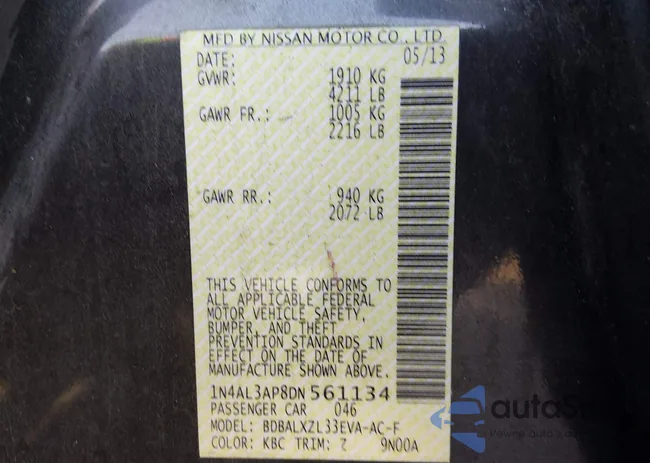 MFD BY NISSAN MOTOR CO., LTD.
DATE: 05/13
GVWR: 1910 KG
4211 LB
GAWR FR.: 1005 KG
2216 LB
GAWR RR.: 940 KG
2072 LB
THIS VEHICLE CONFORMS TO
ALL APPLICABLE FEDERAL
MOTOR VEHICLE SAFETY,
BUMPER, AND THEFT
PREVENTION STANDARDS IN
EFFECT ON THE DATE OF
MANUFACTURE SHOWN ABOVE.
1N4AL3AP8DN 561134
PASSENGER CAR 046
MODEL: BDBALXZL33EVA-AC-F
COLOR: KBC TRIM: Z 9N00A